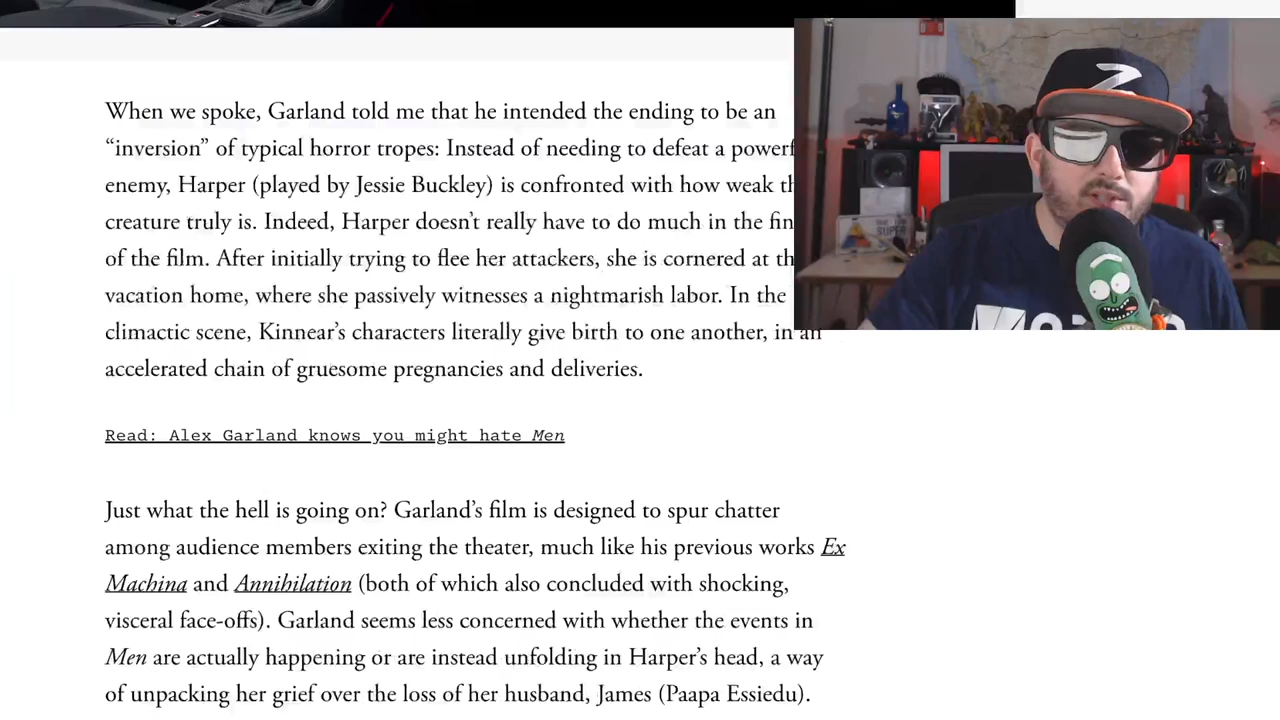 When we spoke, Garland told me that he intended the ending to be an
“inversion” of typical horror tropes: Instead of needing to defeat a
enemy, Harper (played by Jessie Buckley) is confronted with how weak
creature truly is. Indeed, Harper doesn’t really have to do much in the
of the film. After initially trying to flee her attackers, she is cornered at
vacation home, where she passively witnesses a nightmarish labor. In the
climactic scene, Kinnear’s characters literally give birth to one another, in an
accelerated chain of gruesome pregnancies and deliveries.
Read: Alex Garland knows you might hate Men
Just what the hell is going on? Garland’s film is designed to spur chatter
among audience members exiting the theater, much like his previous works Ex
Machina and Annihilation (both of which also concluded with shocking,
visceral face-offs). Garland seems less concerned with whether the events in
Men are actually happening or are instead unfolding in Harper’s head, a way
of unpacking her grief over the loss of her husband, James (Paapa Essiedu).